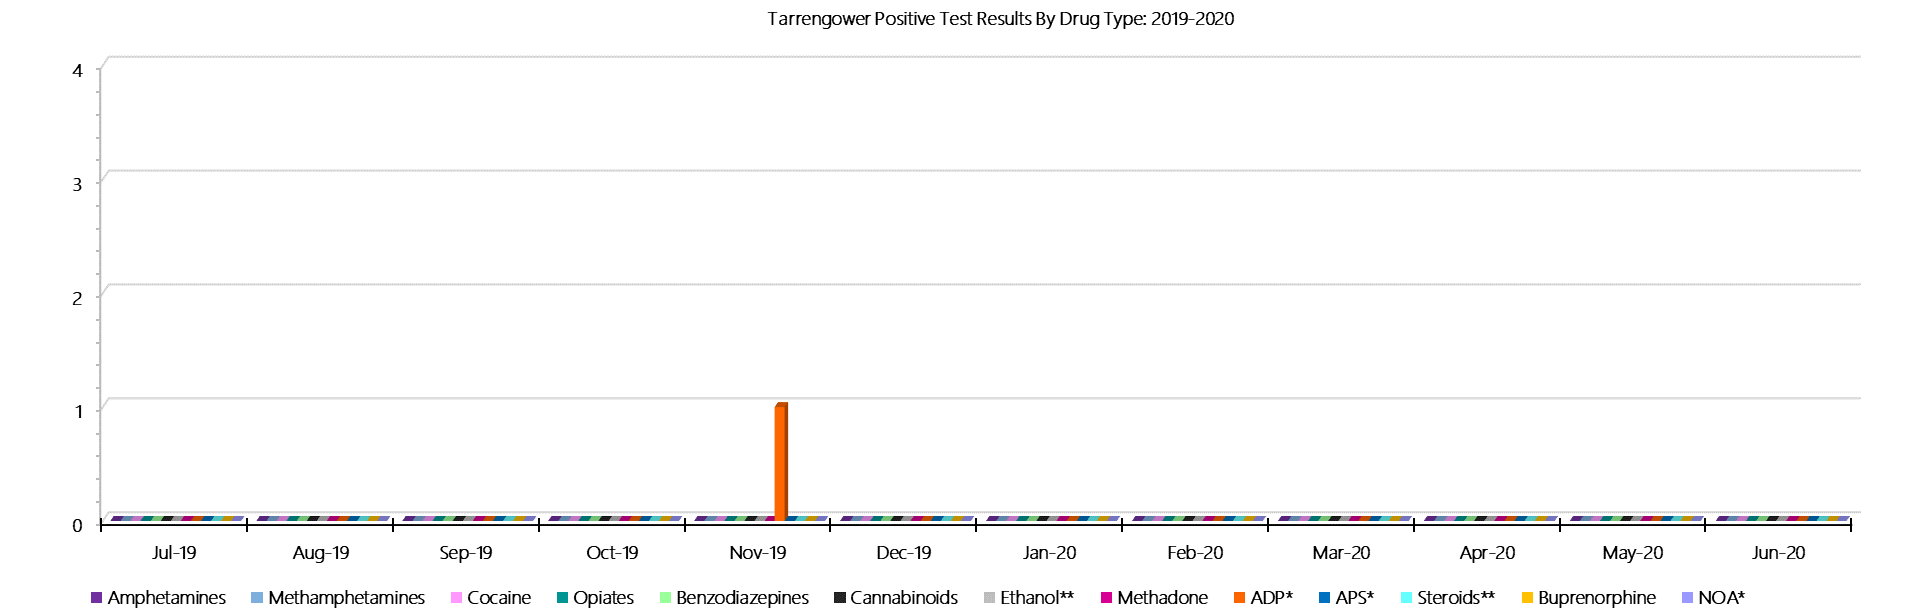 Tarrengower Positive Test Results By Drug Type: 2019-2020
4
3
2
1
0
Jul-19 Aug-19 Sep-19 Oct-19 Nov-19 Dec-19 Jan-20 Feb-20 Mar-20 Apr-20 May-20 Jun-20
Amphetamines Methamphetamines Cocaine Opiates Benzodiazepines Cannabinoids Ethanol** Methadone ADP* APS* Steroids** Buprenorphine NOA*